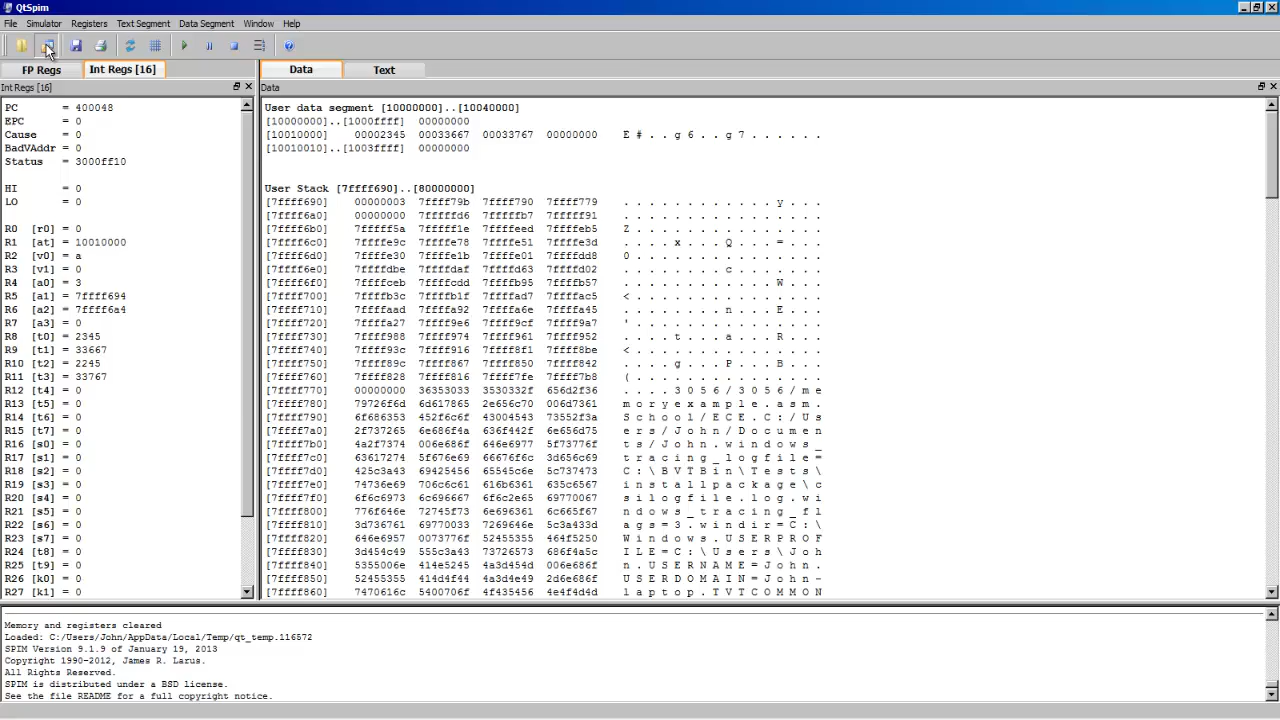 QtSpim
File Simulator Registers Text Segment Data Segment Window Help
FP Regs Int Regs [16] Data Text
Int Regs [16]
PC = 400048
EPC = 0
Cause = 0
BadVAddr = 0
Status = 3000ff10
HI = 0
LO = 0
R0 [r0] = 0
R1 [at] = 10010000
R2 [v0] = a
R3 [v1] = 0
R4 [a0] = 3
R5 [a1] = 7ffff694
R6 [a2] = 7ffff6a4
R7 [a3] = 0
R8 [t0] = 2345
R9 [t1] = 33667
R10 [t2] = 2245
R11 [t3] = 33767
R12 [t4] = 0
R13 [t5] = 0
R14 [t6] = 0
R15 [t7] = 0
R16 [s0] = 0
R17 [s1] = 0
R18 [s2] = 0
R19 [s3] = 0
R20 [s4] = 0
R21 [s5] = 0
R22 [s6] = 0
R23 [s7] = 0
R24 [t8] = 0
R25 [t9] = 0
R26 [k0] = 0
R27 [k1] = 0
Data
User data segment [10000000]..[10040000]
[10000000]..[1000ffff] 00000000
[10010000] 00002345 00033667 00033767 00000000 E # . . g 6 . . g 7 . . . . . .
[10010010]..[1003ffff] 00000000
User Stack [7ffff690]..[80000000]
[7ffff690] 00000003 7ffff79b 7ffff790 7ffff779 . . . . . . . . . . . . y . . .
[7ffff6a0] 00000000 7fffffd6 7fffffb7 7fffff91 . . . . . . . . . . . . . . . .
[7ffff6b0] 7fffff5a 7fffff1e 7ffffeed 7ffffeb5 Z . . . . . . . . . . . . . . .
[7ffff6c0] 7ffffe9c 7ffffe78 7ffffe51 7ffffe3d . . . . x . . . Q . . . = . . .
[7ffff6d0] 7ffffe30 7ffffe1b 7ffffe01 7ffffdd8 0 . . . . . . . . . . . . . . .
[7ffff6e0] 7ffffdbe 7ffffdaf 7ffffd63 7ffffd02 . . . . . . . . c . . . . . . .
[7ffff6f0] 7ffffceb 7ffffcdd 7ffffb95 7ffffb57 . . . . . . . . . . . . W . . .
[7ffff700] 7ffffb3c 7ffffb1f 7ffffad7 7ffffac5 < . . . . . . . . . . . . . . .
[7ffff710] 7ffffaad 7ffffa92 7ffffa6e 7ffffa45 . . . . . . . . n . . . E . . .
[7ffff720] 7ffffa27 7ffff9e6 7ffff9cf 7ffff9a7 ' . . . . . . . . . . . . . . .
[7ffff730] 7ffff988 7ffff974 7ffff961 7ffff952 . . . . t . . . a . . . R . . .
[7ffff740] 7ffff93c 7ffff916 7ffff8f1 7ffff8be < . . . . . . . . . . . . . . .
[7ffff750] 7ffff89c 7ffff867 7ffff850 7ffff842 . . . . g . . . P . . . B . . .
[7ffff760] 7ffff828 7ffff816 7ffff7fe 7ffff7b8 ( . . . . . . . . . . . . . . .
[7ffff770] 00000000 36353033 3530332f 656d2f36 . . . . 3 0 5 6 / 3 0 5 6 / m e
[7ffff780] 79726f6d 6d617865 2e656c70 006d7361 m o r y e x a m p l e . a s m .
[7ffff790] 6f686353 452f6c6f 43004543 73552f3a S c h o o l / E C E . C : / U s
[7ffff7a0] 2f737265 6e686f4a 636f442f 6e656d75 e r s / J o h n / D o c u m e n
[7ffff7b0] 4a2f7374 006e686f 646e6977 5f73776f t s / J o h n . w i n d o w s _
[7ffff7c0] 63617274 5f676e69 66676f6c 3d656c69 t r a c i n g _ l o g f i l e =
[7ffff7d0] 425c3a43 69425456 65545c6e 5c737473 C : \ B V T B i n \ T e s t s \
[7ffff7e0] 74736e69 706c6c61 616b6361 635c6567 i n s t a l l p a c k a g e \ c
[7ffff7f0] 6f6c6973 6c696667 6f6c2e65 69770067 s i l o g f i l e . l o g . w i
[7ffff800] 776f646e 72745f73 6e696361 6c665f67 n d o w s _ t r a c i n g _ f l
[7ffff810] 3d736761 69770033 7269646e 5c3a433d a g s = 3 . w i n d i r = C : \
[7ffff820] 646e6957 0073776f 52455355 464f5250 W i n d o w s . U S E R P R O F
[7ffff830] 3d454c49 555c3a43 73726573 686f4a5c I L E = C : \ U s e r s \ J o h
[7ffff840] 5355006e 414e5245 4a3d454d 006e686f n . U S E R N A M E = J o h n .
[7ffff850] 52455355 414d4f44 4a3d4e49 2d6e686f U S E R D O M A I N = J o h n -
[7ffff860] 7470616c 5400706f 4f435456 4e4f4d4d l a p t o p . T V T C O M M O N
Memory and registers cleared
Loaded: C:/Users/John/AppData/Local/Temp/qt_temp.116572
SPIM Version 9.1.9 of January 19, 2013
Copyright 1990-2012, James R. Larus.
All Rights Reserved.
SPIM is distributed under a BSD license.
See the file README for a full copyright notice.